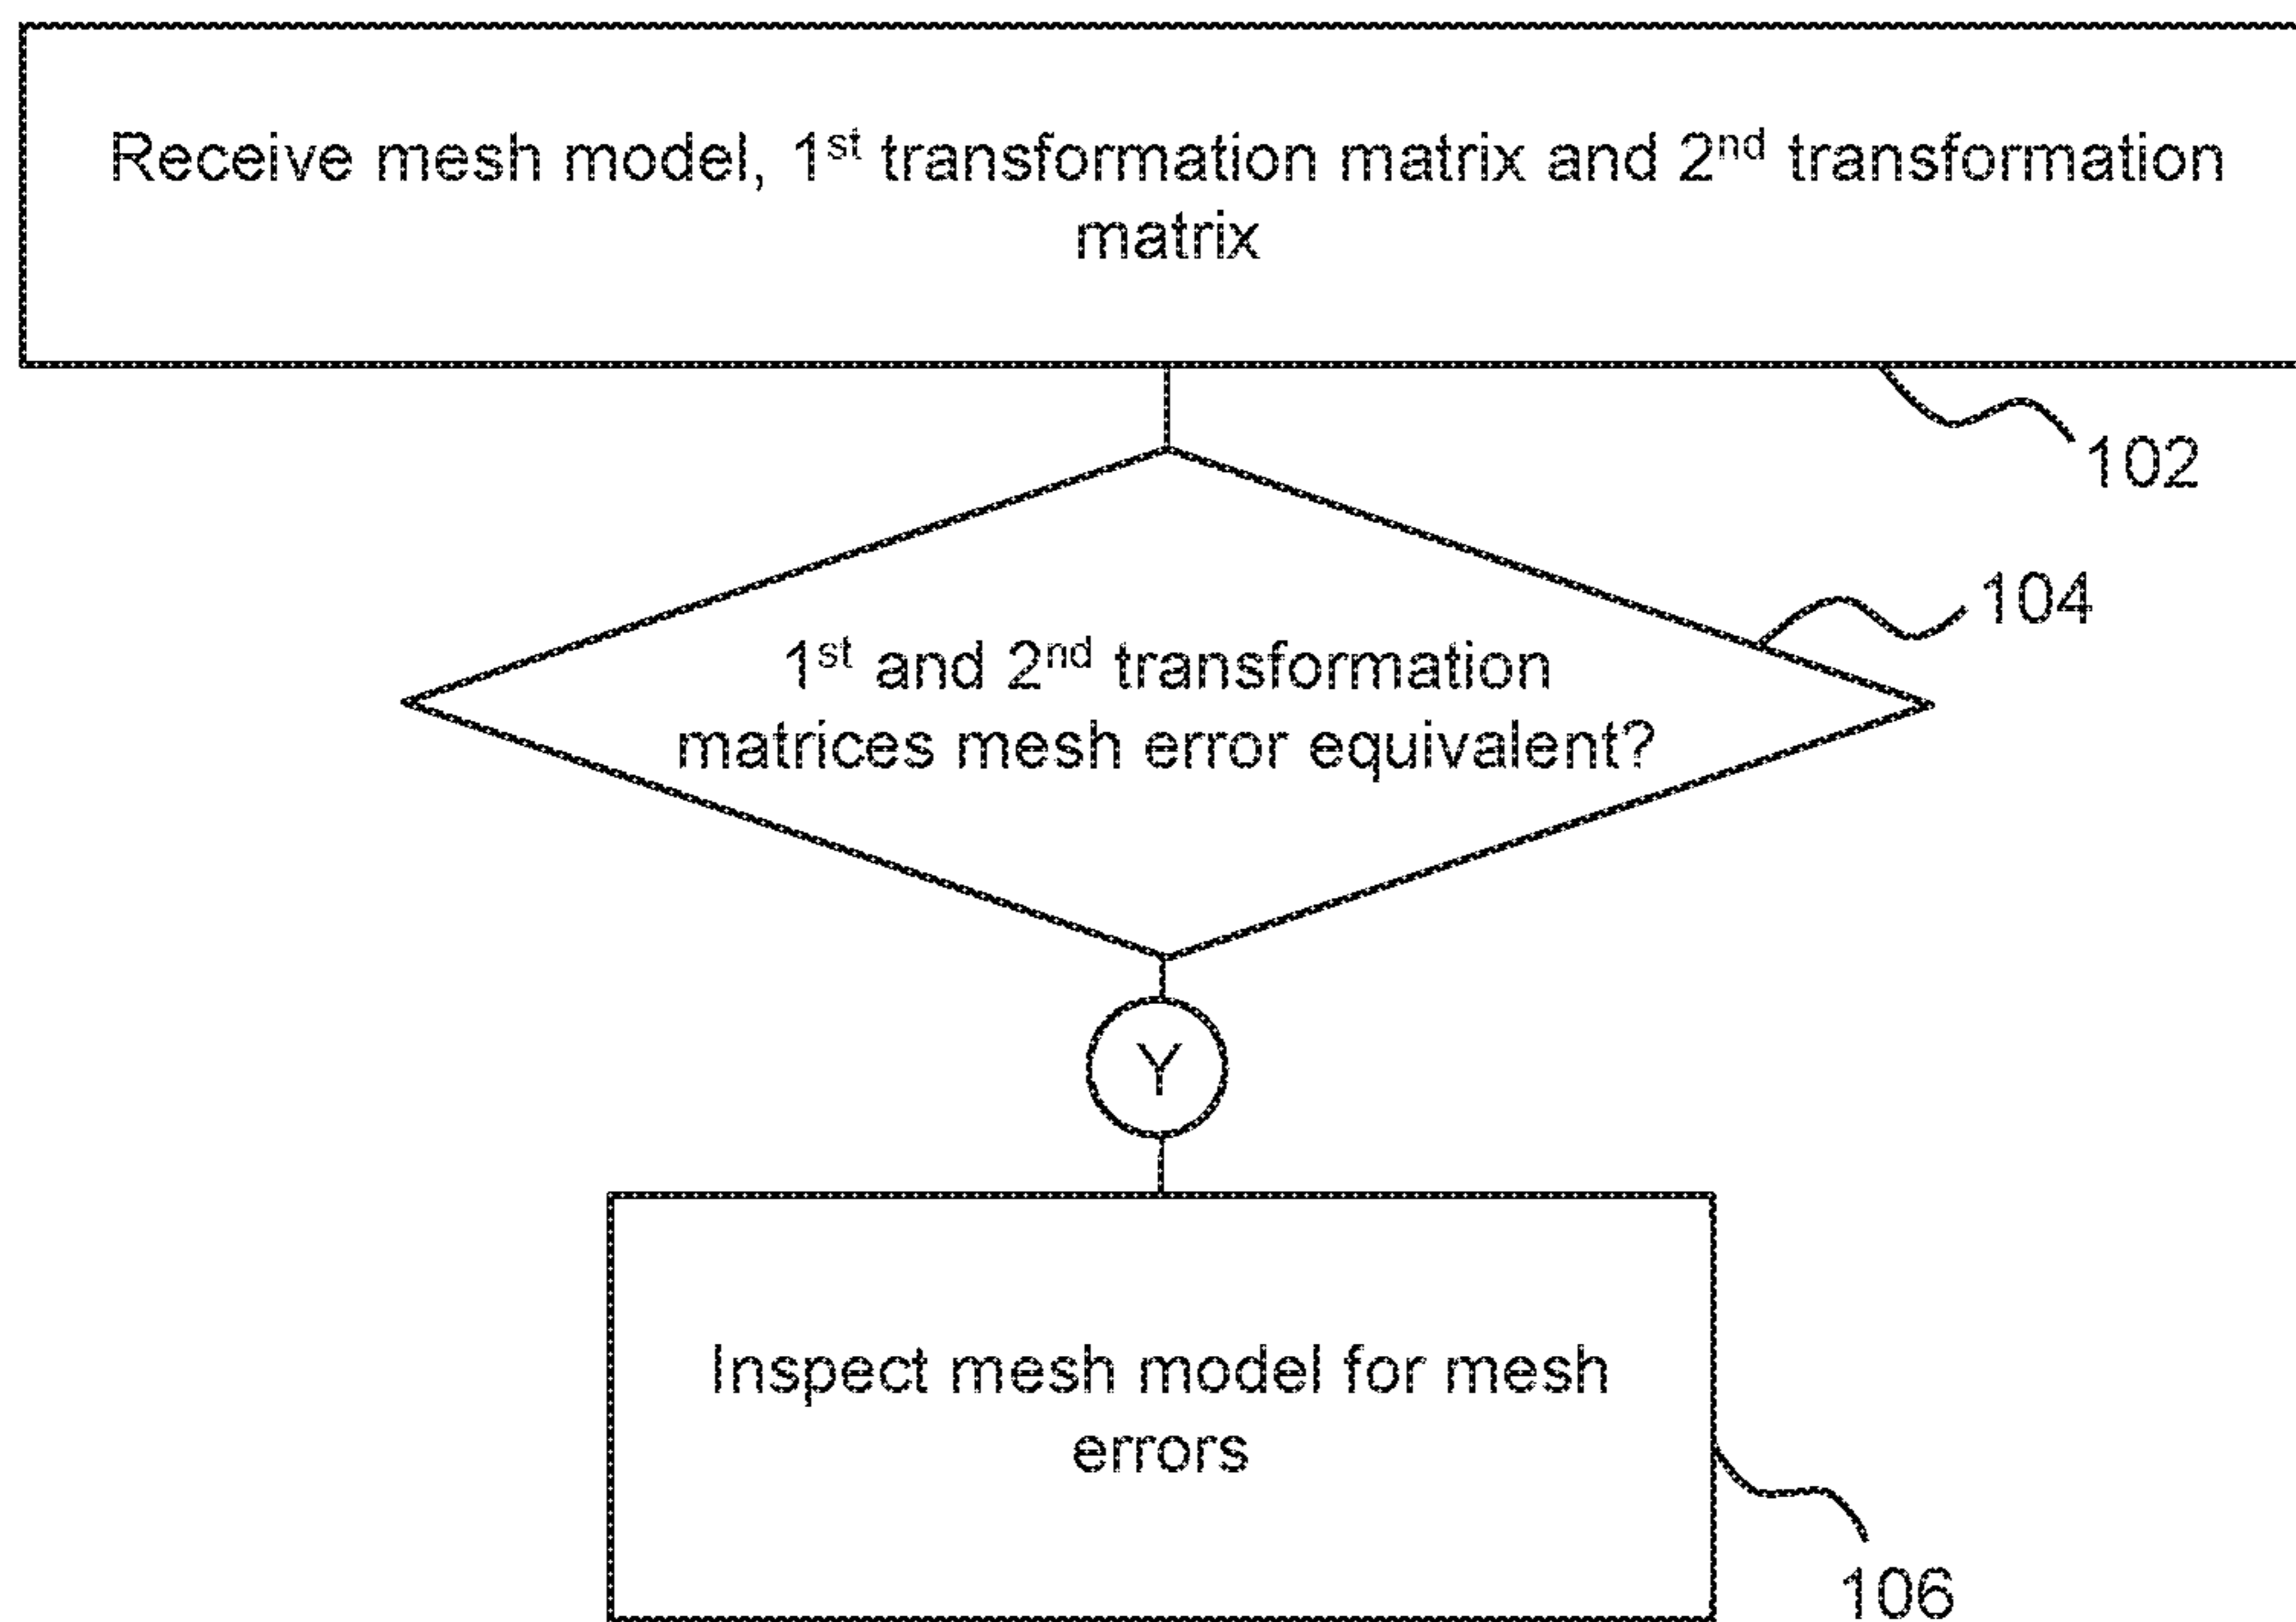 Receive mesh model, 1st transformation matrix and 2nd transformation
matrix
102
104
1st and 2nd transformation
matrices mesh error equivalent?
Y
Inspect mesh model for mesh
errors
106